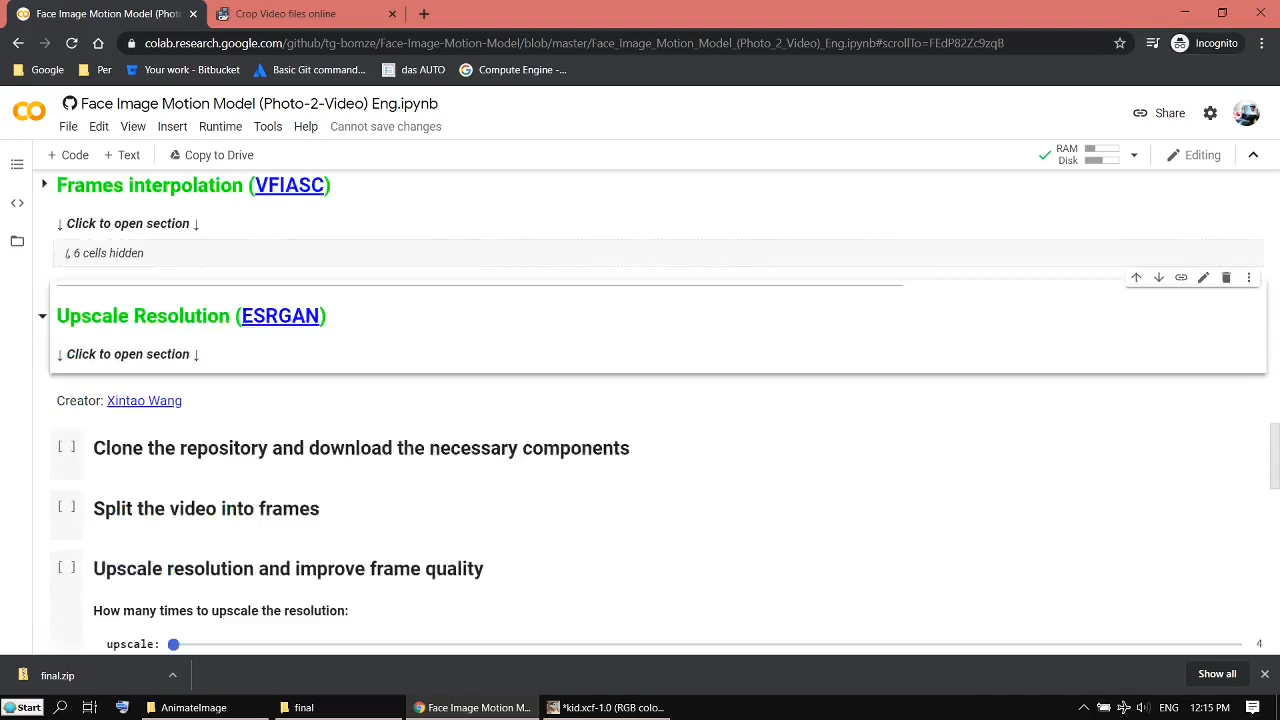 Face Image Motion Model (Photo
Crop Video files online
colab.research.google.com/github/tg-bomze/Face-Image-Motion-Model/blob/master/Face_Image_Motion_Model_(Photo_2_Video)_Eng.ipynb#scrollTo=FEdP82Zc9zqB
Incognito
Google
Per
Your work - Bitbucket
Basic Git command...
das AUTO
Compute Engine -...
Face Image Motion Model (Photo-2-Video) Eng.ipynb
File Edit View Insert Runtime Tools Help Cannot save changes
Share
+ Code + Text Copy to Drive
RAM
Disk
Editing
Frames interpolation (VFIASC)
↓ Click to open section ↓
↳ 6 cells hidden
Upscale Resolution (ESRGAN)
↓ Click to open section ↓
Creator: Xintao Wang
[ ] Clone the repository and download the necessary components
[ ] Split the video into frames
[ ] Upscale resolution and improve frame quality
How many times to upscale the resolution:
upscale: 4
final.zip
Show all
Start
AnimateImage
final
Face Image Motion M...
*kid.xcf-1.0 (RGB colo...
ENG
12:15 PM